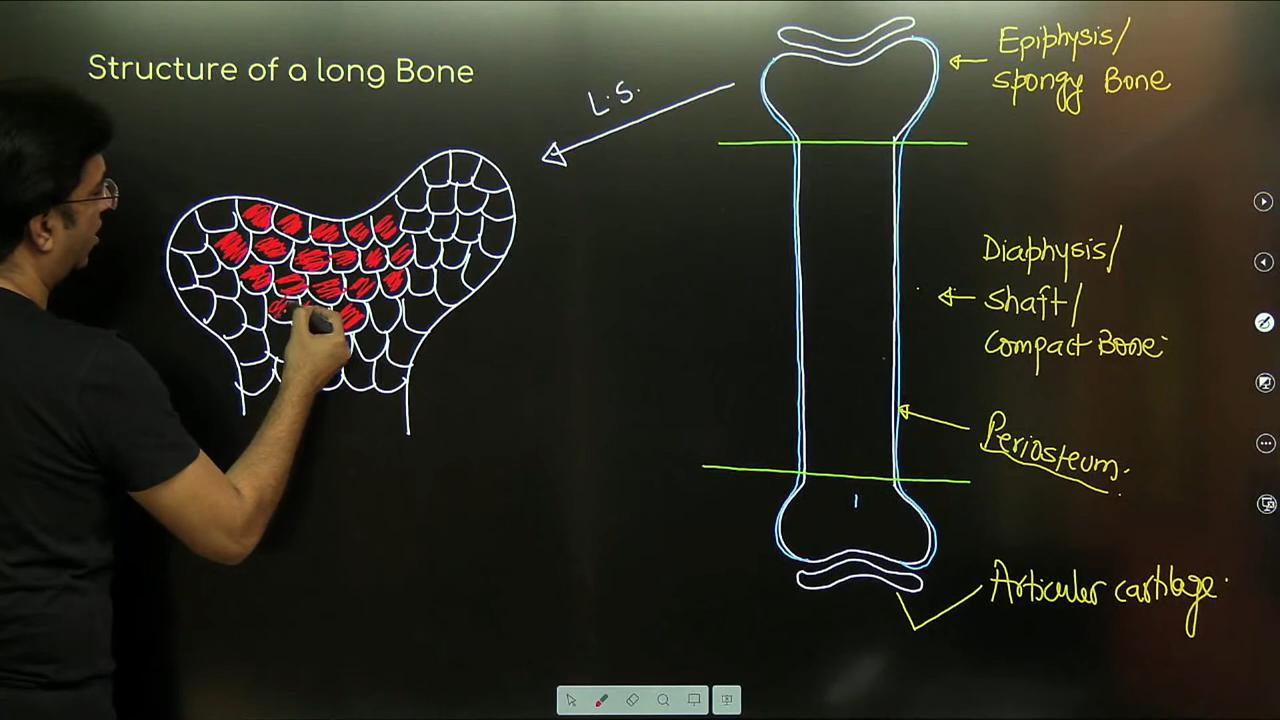 Structure of a long Bone
L.S.
Epiphysis/
spongy Bone
Diaphysis/
shaft/
Compact Bone
Periosteum.
Articular cartilage.